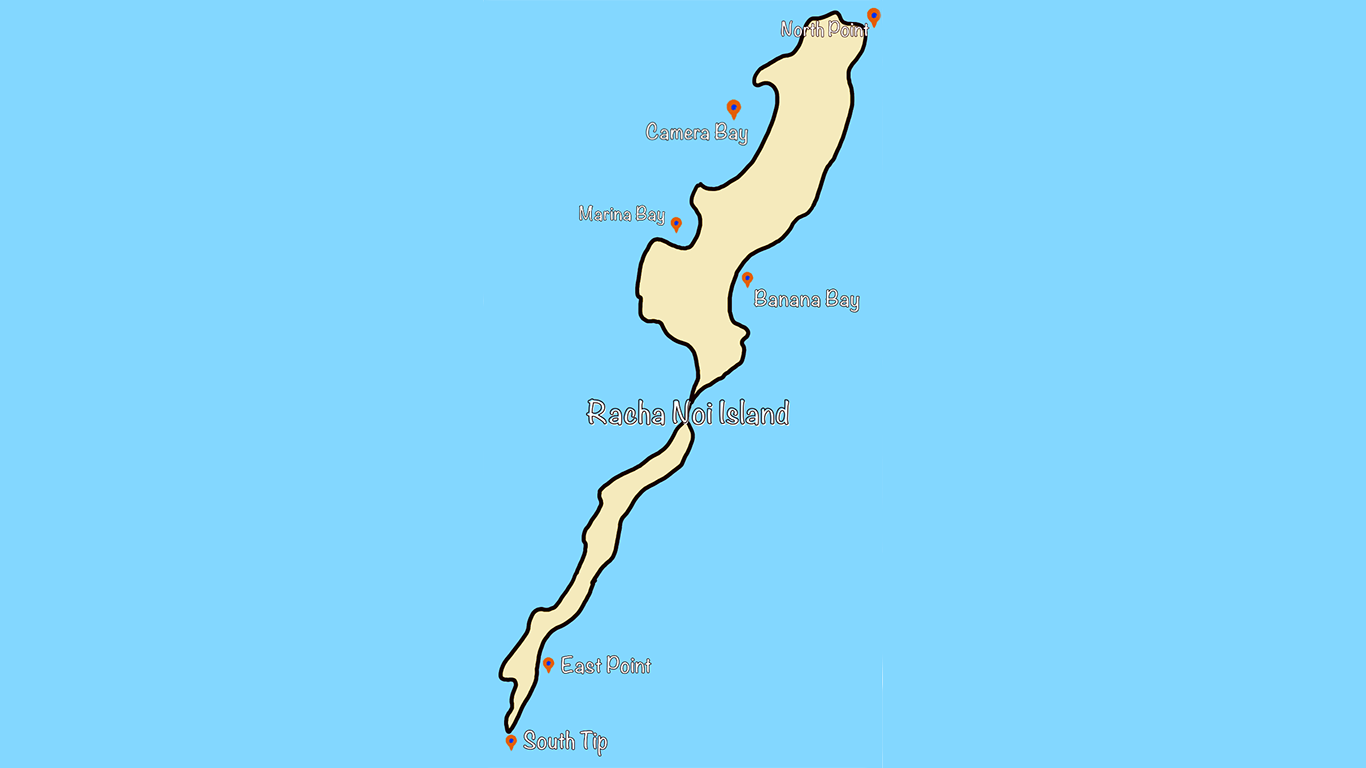 North Point
Camera Bay
Marina Bay
Banana Bay
Racha Noi Island
East Point
South Tip